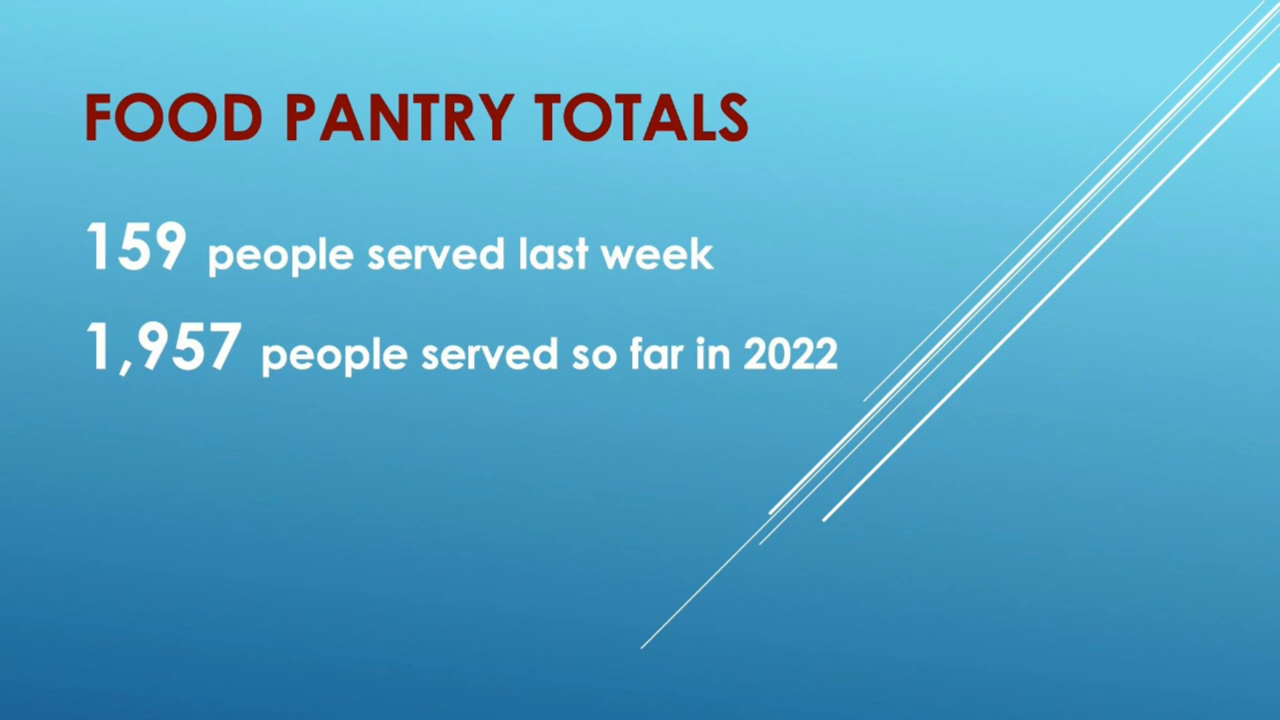 FOOD PANTRY TOTALS
159 people served last week
1,957 people served so far in 2022